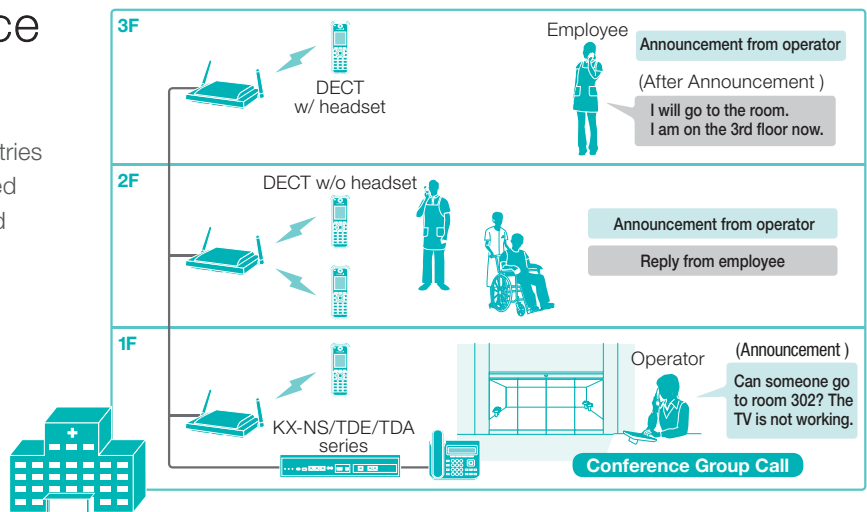 ce
tries
ed
d
3F
DECT
w/ headset
Employee
Announcement from operator
(After Announcement )
I will go to the room.
I am on the 3rd floor now.
2F
DECT w/o headset
Announcement from operator
Reply from employee
1F
KX-NS/TDE/TDA
series
Operator
(Announcement )
Can someone go
to room 302? The
TV is not working.
Conference Group Call